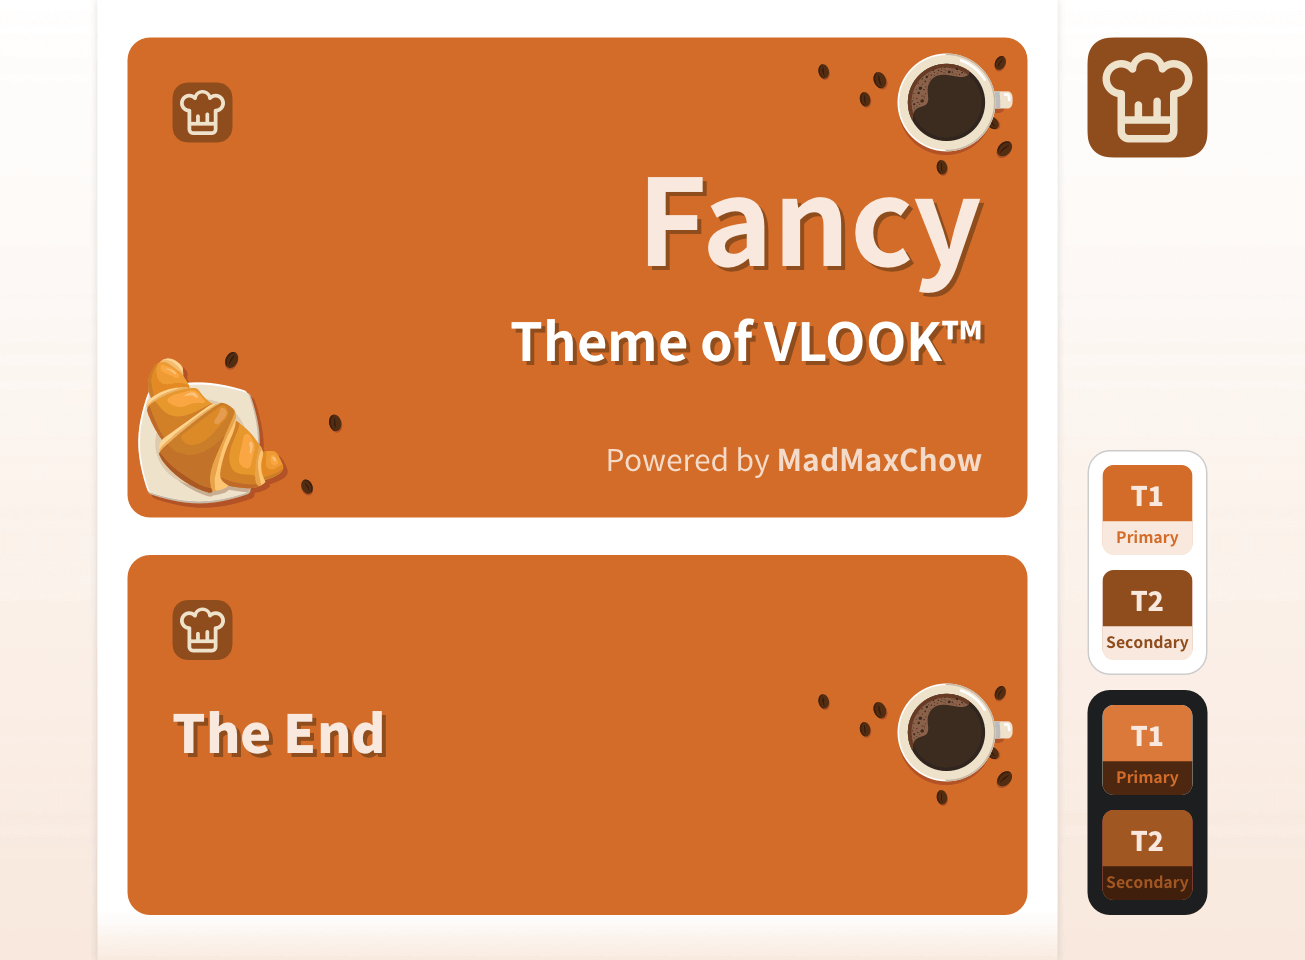 Fancy
Theme of VLOOK™
Powered by MadMaxChow
The End
T1
Primary
T2
Secondary
T1
Primary
T2
Secondary